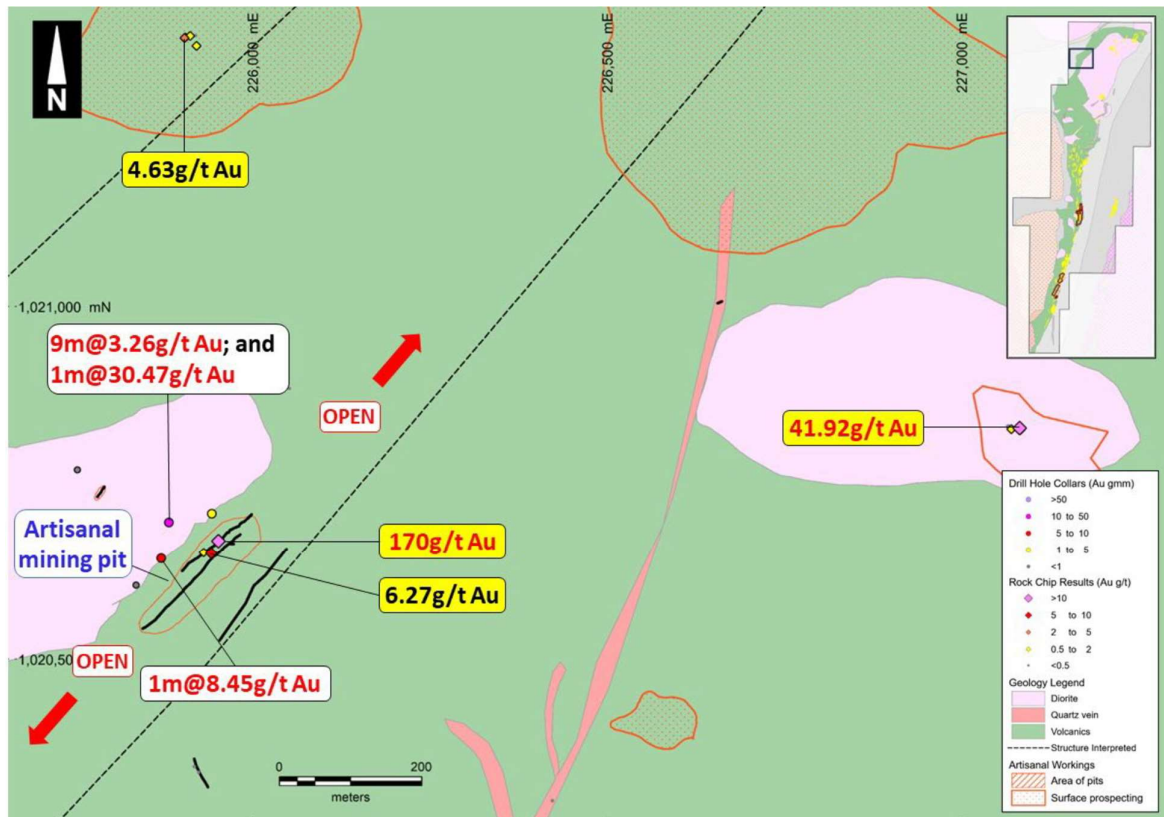 N
226,000 mE
226,500 mE
227,000 mE
4.63g/t Au
1,021,000 mN
9m@3.26g/t Au; and
1m@30.47g/t Au
OPEN
41.92g/t Au
Artisanal
mining pit
170g/t Au
6.27g/t Au
1,020,50
OPEN
1m@8.45g/t Au
0 200
meters
Drill Hole Collars (Au gmm)
>50
10 to 50
5 to 10
1 to 5
<1
Rock Chip Results (Au g/t)
>10
5 to 10
2 to 5
0.5 to 2
<0.5
Geology Legend
Diorite
Quartz vein
Volcanics
Structure Interpreted
Artisanal Workings
Area of pits
Surface prospecting